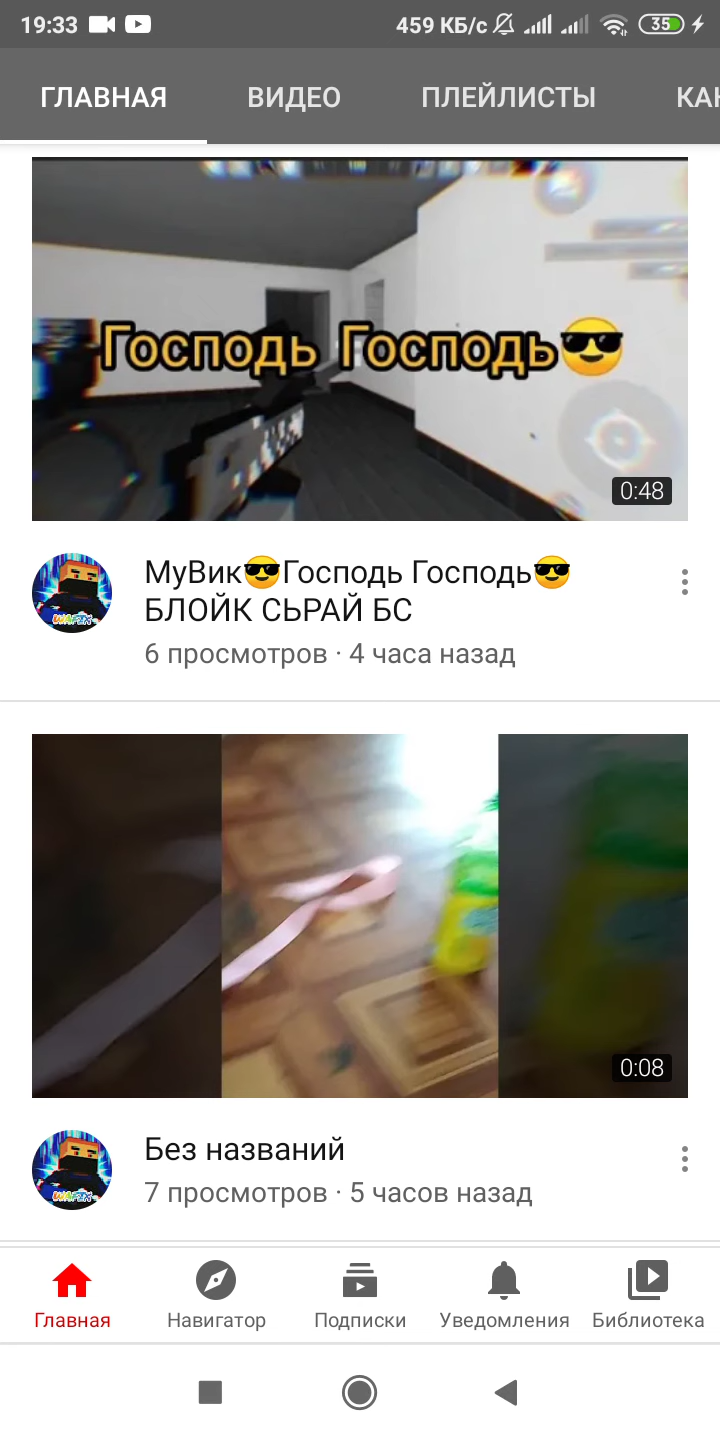 19:33 459 КБ/с 35
ГЛАВНАЯ ВИДЕО ПЛЕЙЛИСТЫ КАН
Господь Господь😎
0:48
МуВик😎Господь Господь😎
БЛОЙК СЬРАЙ БС
6 просмотров · 4 часа назад
0:08
Без названий
7 просмотров · 5 часов назад
Главная Навигатор Подписки Уведомления Библиотека